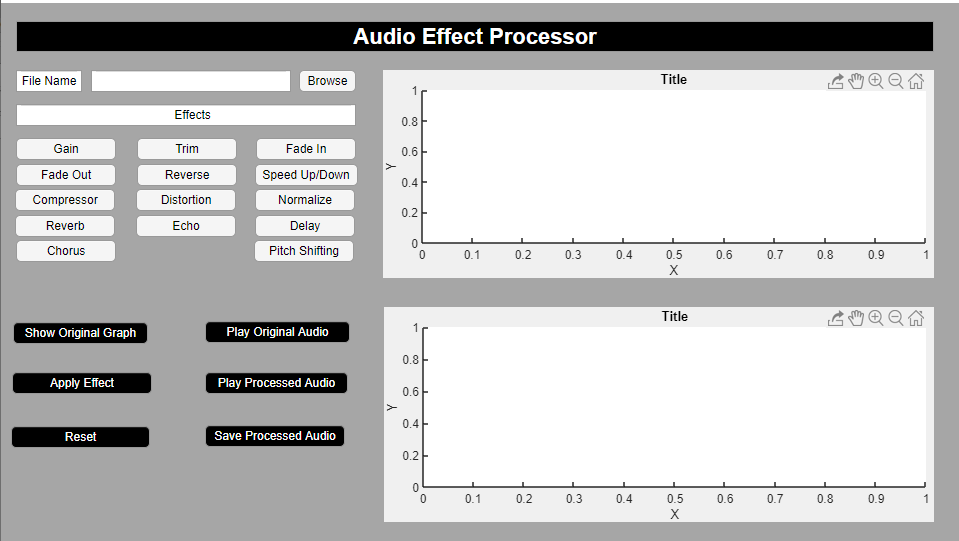 Audio Effect Processor
File Name
Browse
Effects
Gain
Trim
Fade In
Fade Out
Reverse
Speed Up/Down
Compressor
Distortion
Normalize
Reverb
Echo
Delay
Chorus
Pitch Shifting
Show Original Graph
Play Original Audio
Apply Effect
Play Processed Audio
Reset
Save Processed Audio
Title
1
0.8
0.6
0.4
0.2
0
Y
0 0.1 0.2 0.3 0.4 0.5 0.6 0.7 0.8 0.9 1
X
Title
1
0.8
0.6
0.4
0.2
0
Y
0 0.1 0.2 0.3 0.4 0.5 0.6 0.7 0.8 0.9 1
X